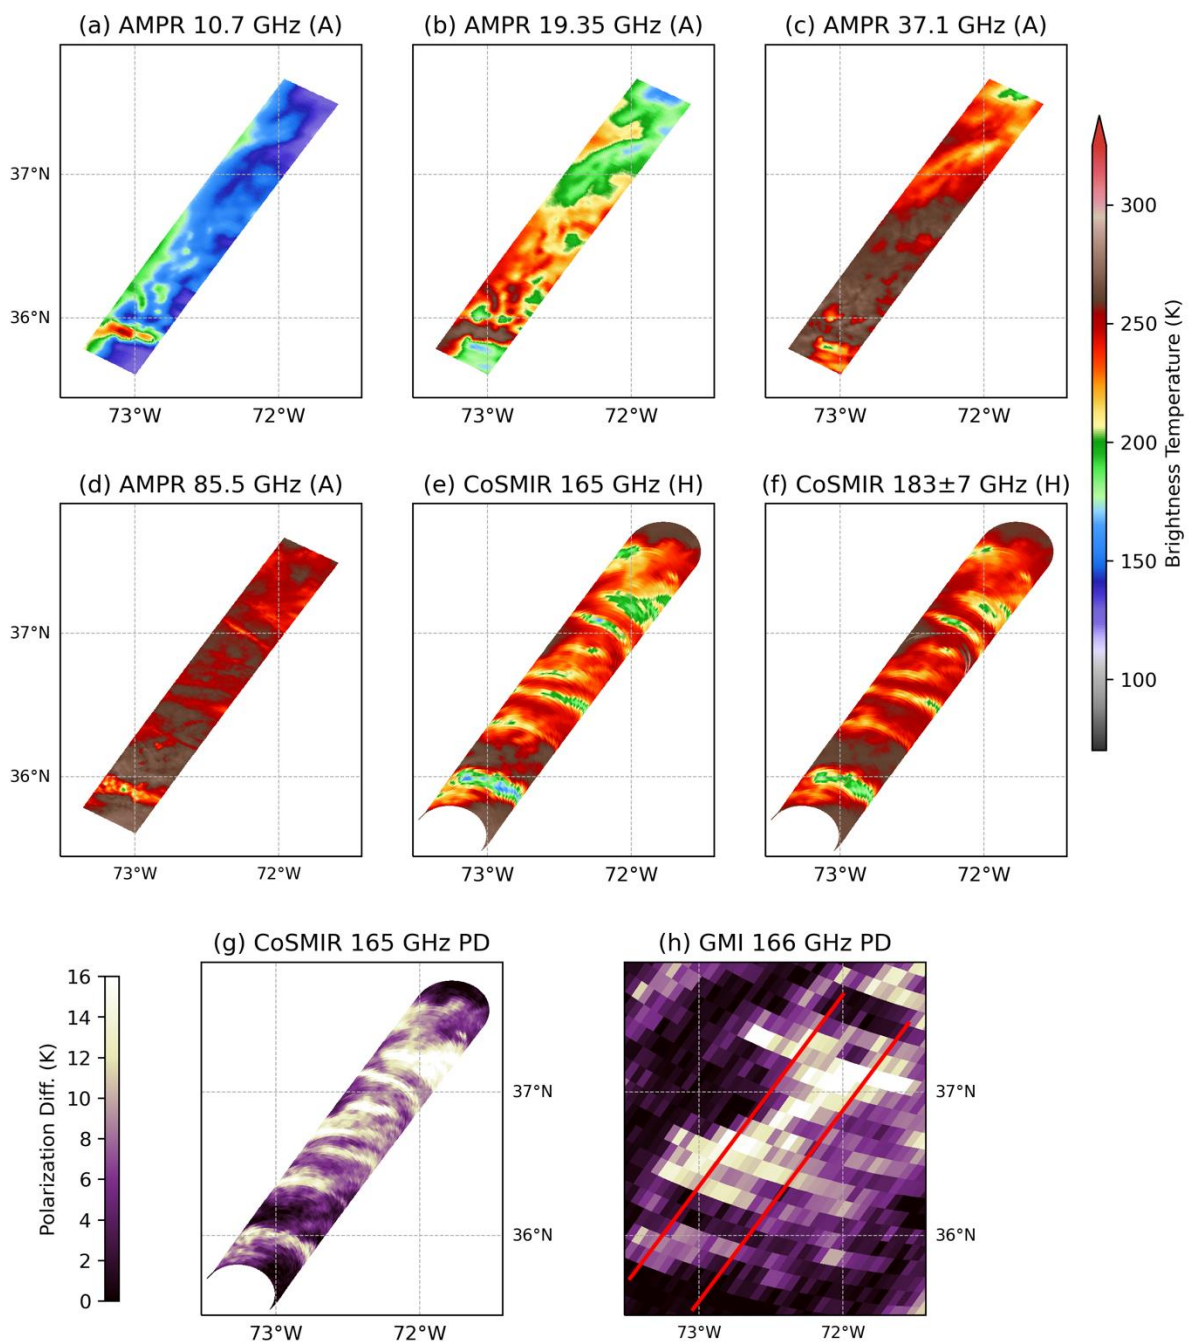 (a) AMPR 10.7 GHz (A)
(b) AMPR 19.35 GHz (A)
(c) AMPR 37.1 GHz (A)
37°N
36°N
73°W
72°W
73°W
72°W
73°W
72°W
300
250
200
150
100
Brightness Temperature (K)
(d) AMPR 85.5 GHz (A)
(e) CoSMIR 165 GHz (H)
(f) CoSMIR 183±7 GHz (H)
37°N
36°N
73°W
72°W
73°W
72°W
73°W
72°W
(g) CoSMIR 165 GHz PD
(h) GMI 166 GHz PD
16
14
12
10
8
6
4
2
0
Polarization Diff. (K)
37°N
36°N
73°W
72°W
37°N
36°N
73°W
72°W